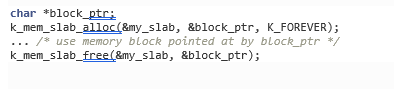 char *block_ptr;
k_mem_slab_alloc(&my_slab, &block_ptr, K_FOREVER);
... /* use memory block pointed at by block_ptr */
k_mem_slab_free(&my_slab, &block_ptr);